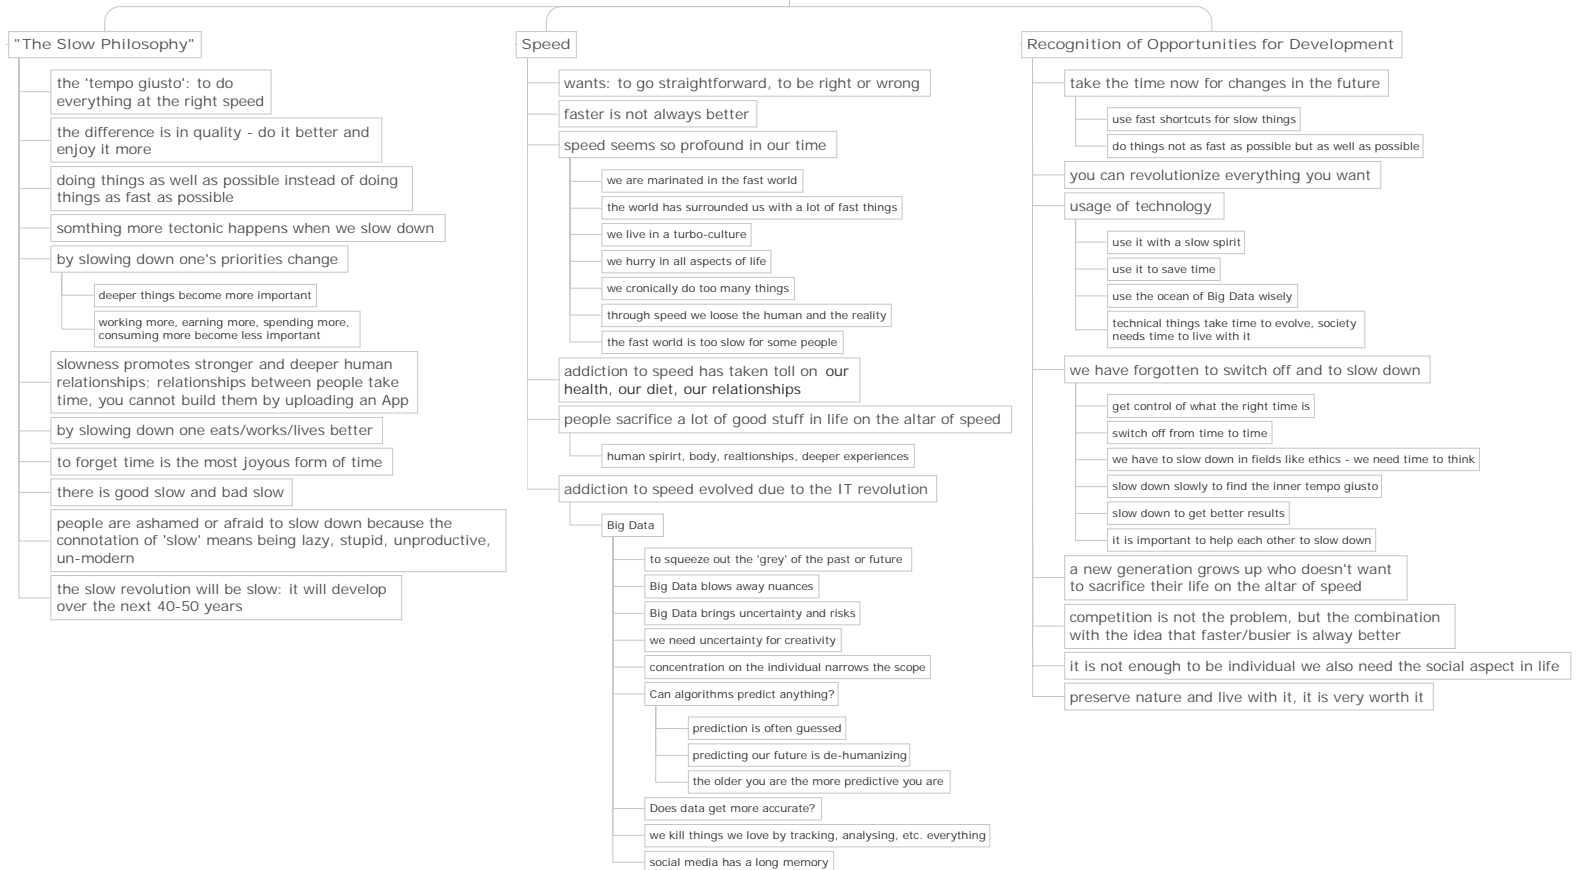 "The Slow Philosophy"
the 'tempo giusto': to do
everything at the right speed
the difference is in quality - do it better and
enjoy it more
doing things as well as possible instead of doing
things as fast as possible
somthing more tectonic happens when we slow down
by slowing down one's priorities change
deeper things become more important
working more, earning more, spending more,
consuming more become less important
slowness promotes stronger and deeper human
relationships; relationships between people take
time, you cannot build them by uploading an App
by slowing down one eats/works/lives better
to forget time is the most joyous form of time
there is good slow and bad slow
people are ashamed or afraid to slow down because the
connotation of 'slow' means being lazy, stupid, unproductive,
un-modern
the slow revolution will be slow: it will develop
over the next 40-50 years
Speed
wants: to go straightforward, to be right or wrong
faster is not always better
speed seems so profound in our time
we are marinated in the fast world
the world has surrounded us with a lot of fast things
we live in a turbo-culture
we hurry in all aspects of life
we cronically do too many things
through speed we loose the human and the reality
the fast world is too slow for some people
addiction to speed has taken toll on our
health, our diet, our relationships
people sacrifice a lot of good stuff in life on the altar of speed
human spirirt, body, realtionships, deeper experiences
addiction to speed evolved due to the IT revolution
Big Data
to squeeze out the 'grey' of the past or future
Big Data blows away nuances
Big Data brings uncertainty and risks
we need uncertainty for creativity
concentration on the individual narrows the scope
Can algorithms predict anything?
prediction is often guessed
predicting our future is de-humanizing
the older you are the more predictive you are
Does data get more accurate?
we kill things we love by tracking, analysing, etc. everything
social media has a long memory
Recognition of Opportunities for Development
take the time now for changes in the future
use fast shortcuts for slow things
do things not as fast as possible but as well as possible
you can revolutionize everything you want
usage of technology
use it with a slow spirit
use it to save time
use the ocean of Big Data wisely
technical things take time to evolve, society
needs time to live with it
we have forgotten to switch off and to slow down
get control of what the right time is
switch off from time to time
we have to slow down in fields like ethics - we need time to think
slow down slowly to find the inner tempo giusto
slow down to get better results
it is important to help each other to slow down
a new generation grows up who doesn't want
to sacrifice their life on the altar of speed
competition is not the problem, but the combination
with the idea that faster/busier is alway better
it is not enough to be individual we also need the social aspect in life
preserve nature and live with it, it is very worth it